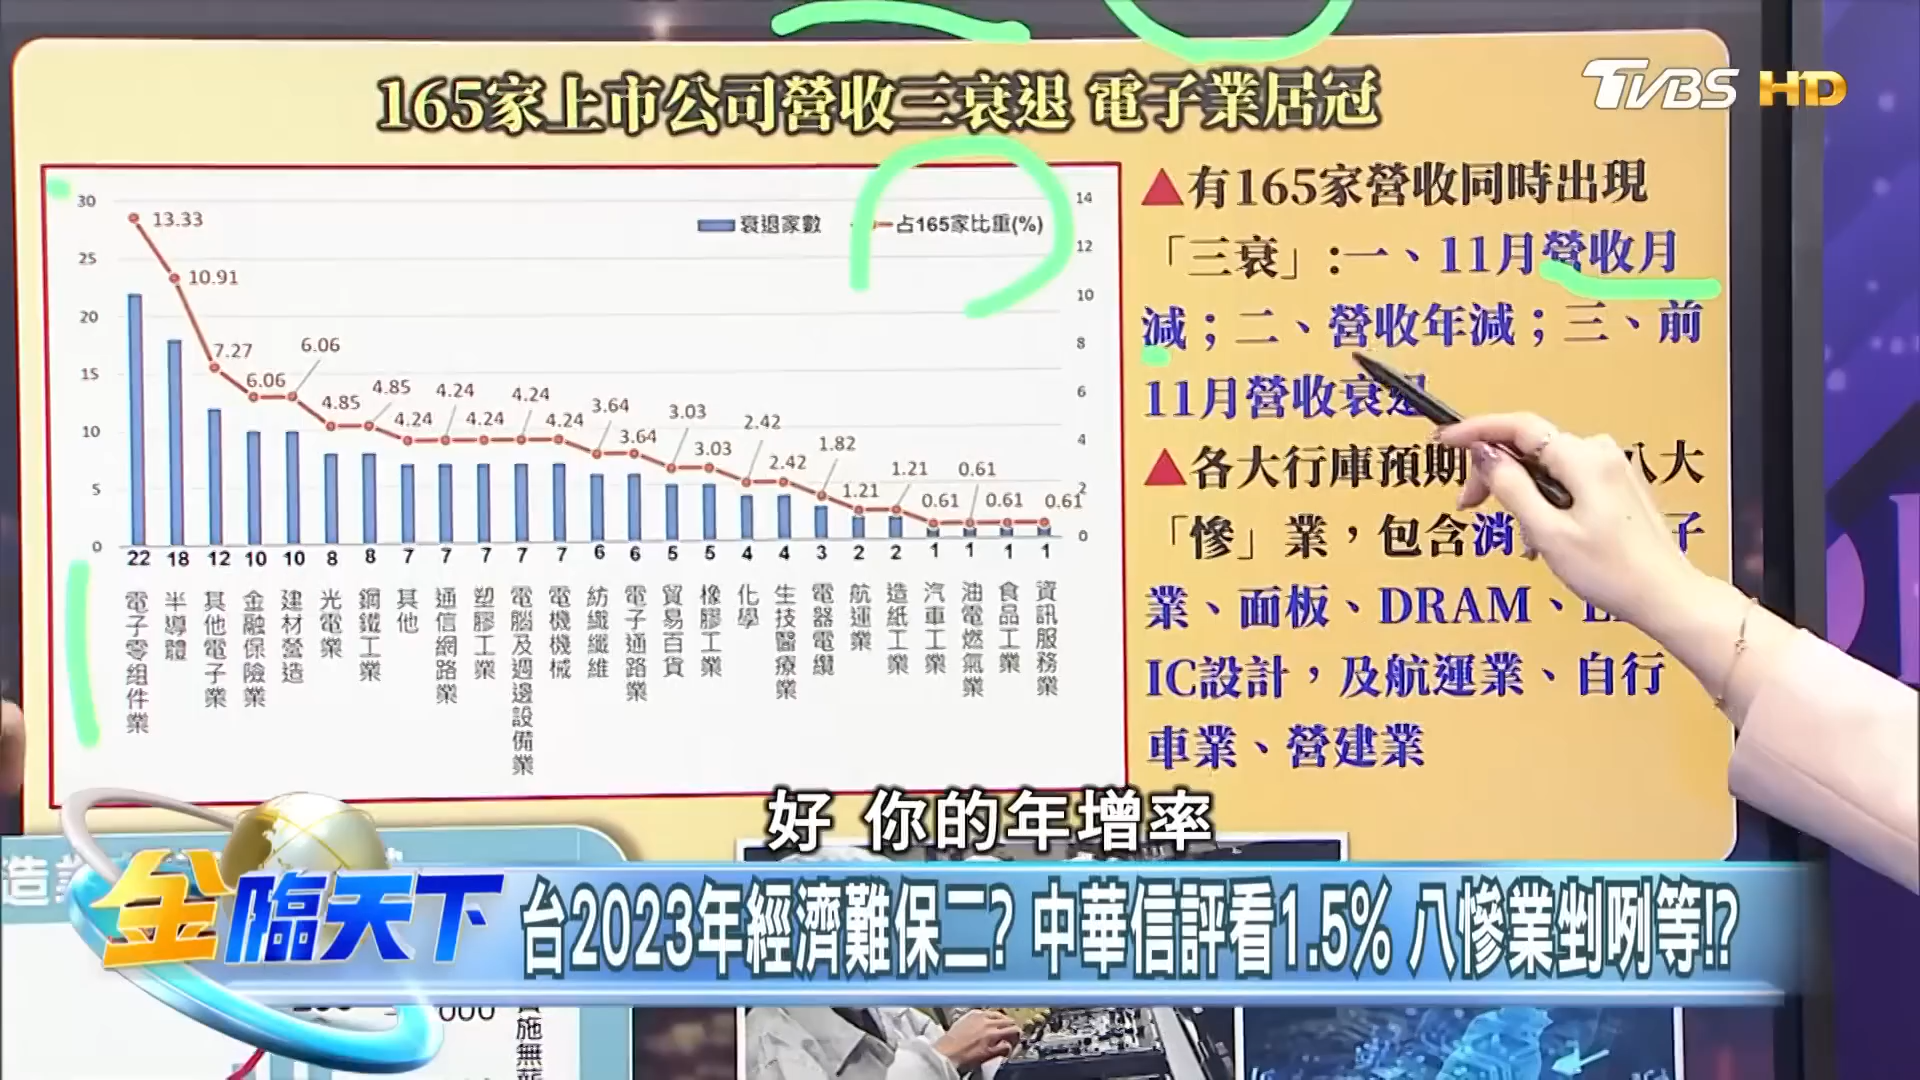 165家上市公司營收三衰退 電子業居冠
TVBS HD
30
25
20
15
10
5
0
14
12
10
8
6
4
2
0
衰退家數
占165家比重(%)
13.33
10.91
7.27
6.06
6.06
4.85
4.85
4.24
4.24
4.24
4.24
4.24
3.64
3.64
3.03
3.03
2.42
2.42
1.82
1.21
1.21
0.61
0.61
0.61
0.61
22 18 12 10 10 8 8 7 7 7 7 7 6 6 5 5 4 4 3 2 2 1 1 1 1
電子零組件業
半導體
其他電子業
金融保險業
建材營造
光電業
鋼鐵工業
其他
通信網路業
塑膠工業
電腦及週邊設備業
電機機械
紡織纖維
電子通路業
貿易百貨
橡膠工業
化學
生技醫療業
電器電纜
航運業
造紙工業
汽車工業
油電燃氣業
食品工業
資訊服務業
▲有165家營收同時出現
「三衰」:一、11月營收月
減；二、營收年減；三、前
11月營收衰退
▲各大行庫預期 八大
「慘」業，包含消 子
業、面板、DRAM、
IC設計，及航運業、自行
車業、營建業
好 你的年增率
金臨天下
台2023年經濟難保二? 中華信評看1.5% 八慘業剉咧等!?
造
000
施無薪